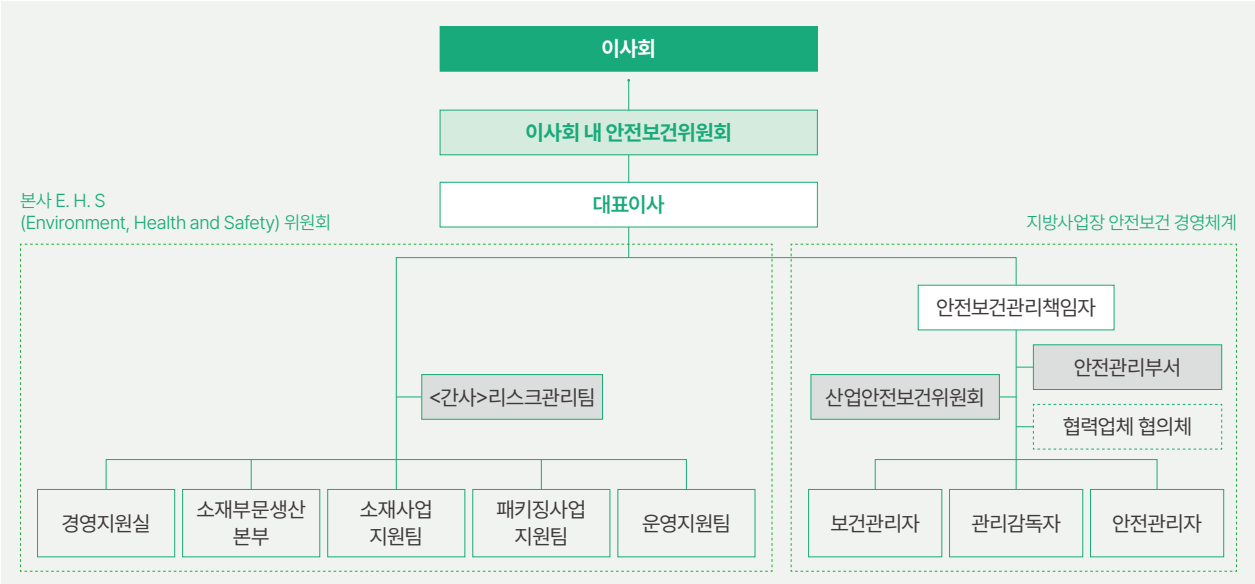 이사회
이사회 내 안전보건위원회
대표이사
본사 E. H. S
(Environment, Health and Safety) 위원회
지방사업장 안전보건 경영체계
안전보건관리책임자
안전관리부서
<간사>리스크관리팀
산업안전보건위원회
협력업체 협의체
경영지원실
소재부문생산
본부
소재사업
지원팀
패키징사업
지원팀
운영지원팀
보건관리자
관리감독자
안전관리자